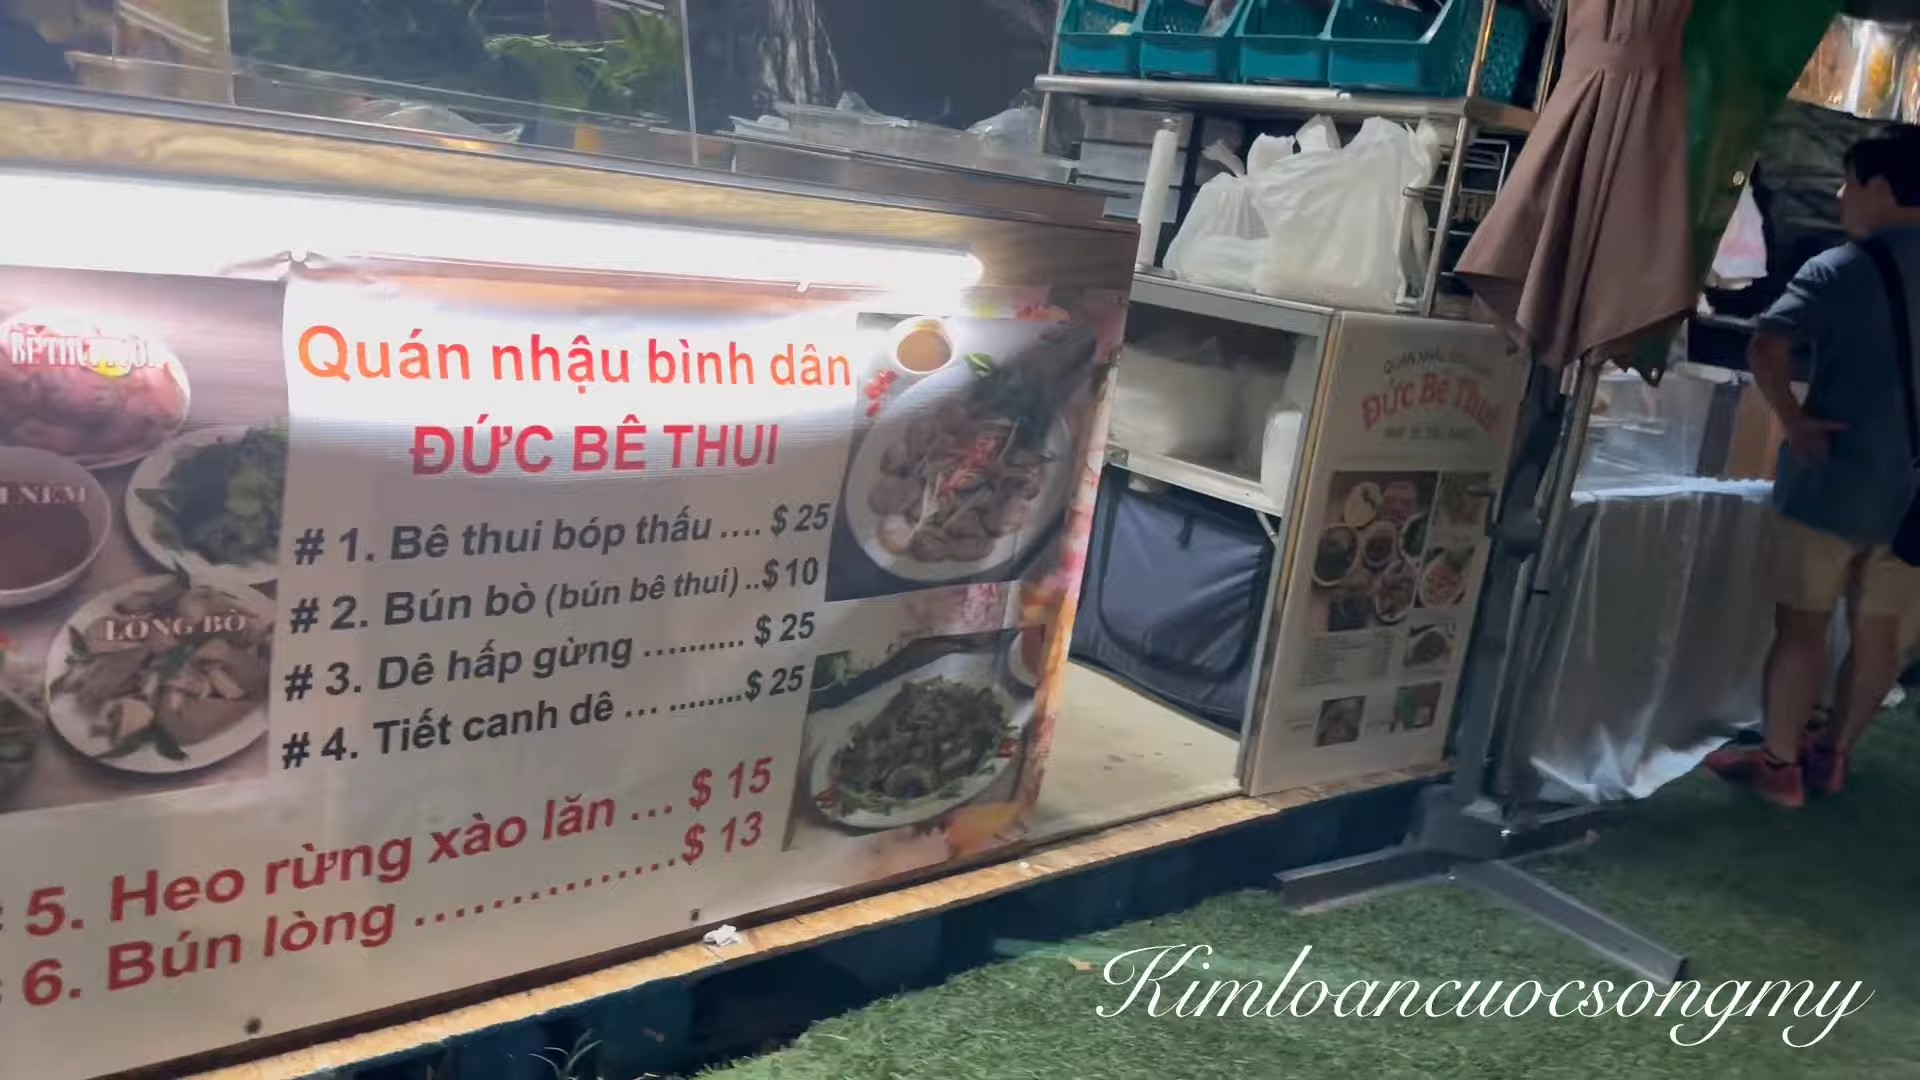 Quán nhậu bình dân
ĐỨC BÊ THUI
# 1. Bê thui bóp thấu .... $ 25
# 2. Bún bò (bún bê thui) ..$ 10
# 3. Dê hấp gừng ........... $ 25
# 4. Tiết canh dê ... ........$ 25
5. Heo rừng xào lăn ... $ 15
6. Bún lòng ...............$ 13
NEM
LÒNG BÒ
QUÁN NHẬU
Đức Bê Thui
Kimloancuocsongmy